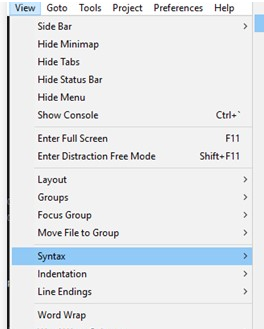 View Goto Tools Project Preferences Help
Side Bar
Hide Minimap
Hide Tabs
Hide Status Bar
Hide Menu
Show Console Ctrl+`
Enter Full Screen F11
Enter Distraction Free Mode Shift+F11
Layout
Groups
Focus Group
Move File to Group
Syntax
Indentation
Line Endings
Word Wrap